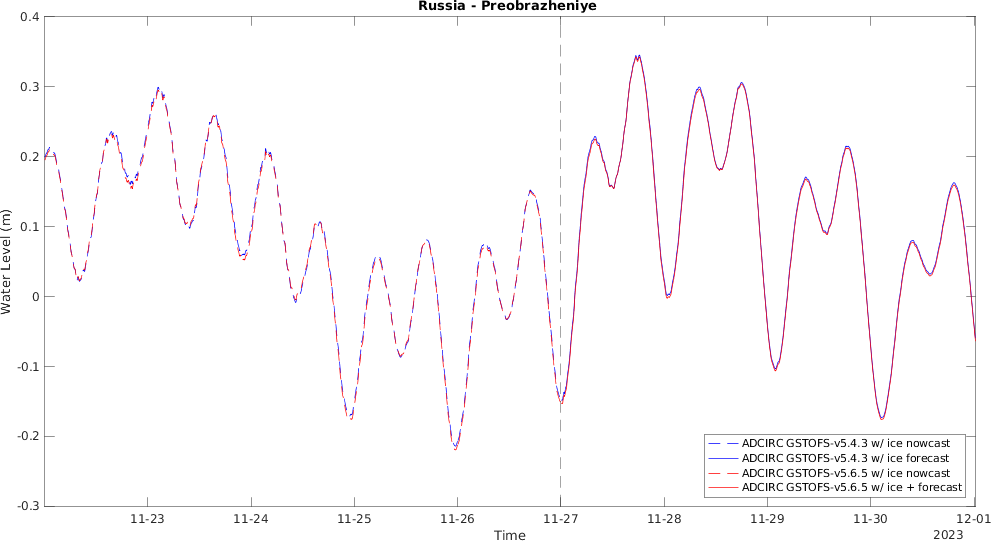 Russia - Preobrazheniye
0.4
0.3
0.2
0.1
0
-0.1
-0.2
-0.3
Water Level (m)
11-23
11-24
11-25
11-26
11-27
11-28
11-29
11-30
12-01
2023
Time
ADCIRC GSTOFS-v5.4.3 w/ ice nowcast
ADCIRC GSTOFS-v5.4.3 w/ ice forecast
ADCIRC GSTOFS-v5.6.5 w/ ice nowcast
ADCIRC GSTOFS-v5.6.5 w/ ice + forecast